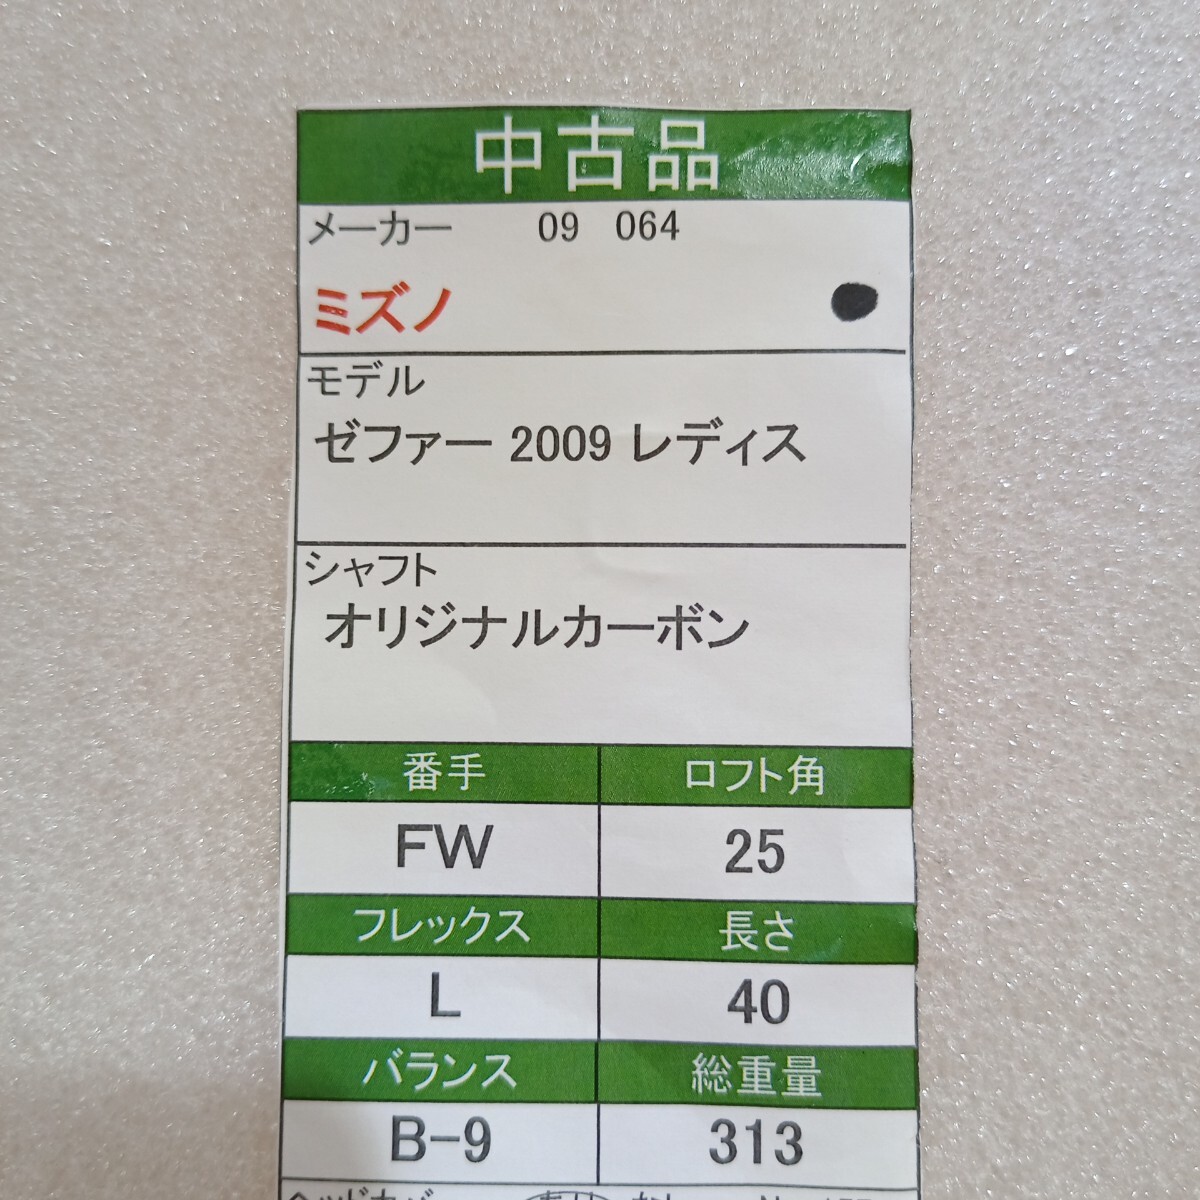 中古品
メーカー 09 064
ミズノ
モデル
ゼファー 2009 レディス
シャフト
オリジナルカーボン
番手 ロフト角
FW 25
フレックス 長さ
L 40
バランス 総重量
B-9 313